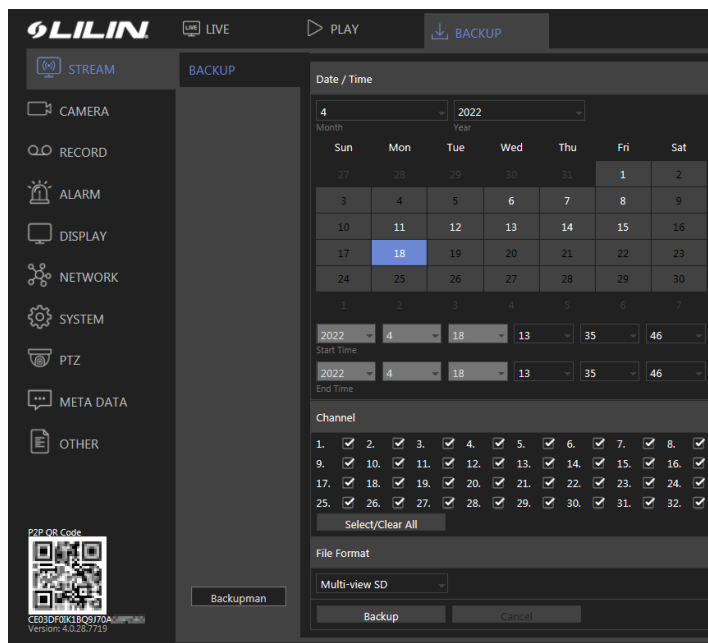 LILIN LIVE PLAY BACKUP
STREAM
CAMERA
RECORD
ALARM
DISPLAY
NETWORK
SYSTEM
PTZ
META DATA
OTHER
P2P QR Code
CE03DF0IK1BQ9J70A
Version: 4.0.28.7719
BACKUP
Backupman
Date / Time
4 2022
Month Year
Sun Mon Tue Wed Thu Fri Sat
27 28 29 30 31 1 2
3 4 5 6 7 8 9
10 11 12 13 14 15 16
17 18 19 20 21 22 23
24 25 26 27 28 29 30
1 2 3 4 5 6 7
2022 4 18 13 35 46
Start Time
2022 4 18 13 35 46
End Time
Channel
1. 2. 3. 4. 5. 6. 7. 8.
9. 10. 11. 12. 13. 14. 15. 16.
17. 18. 19. 20. 21. 22. 23. 24.
25. 26. 27. 28. 29. 30. 31. 32.
Select/Clear All
File Format
Multi-view SD
Backup Cancel